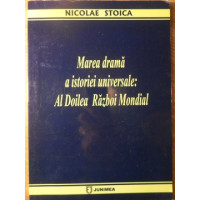 NICOLAE STOICA
Marea dramă
a istoriei universale:
Al Doilea Război Mondial
JUNIMEA